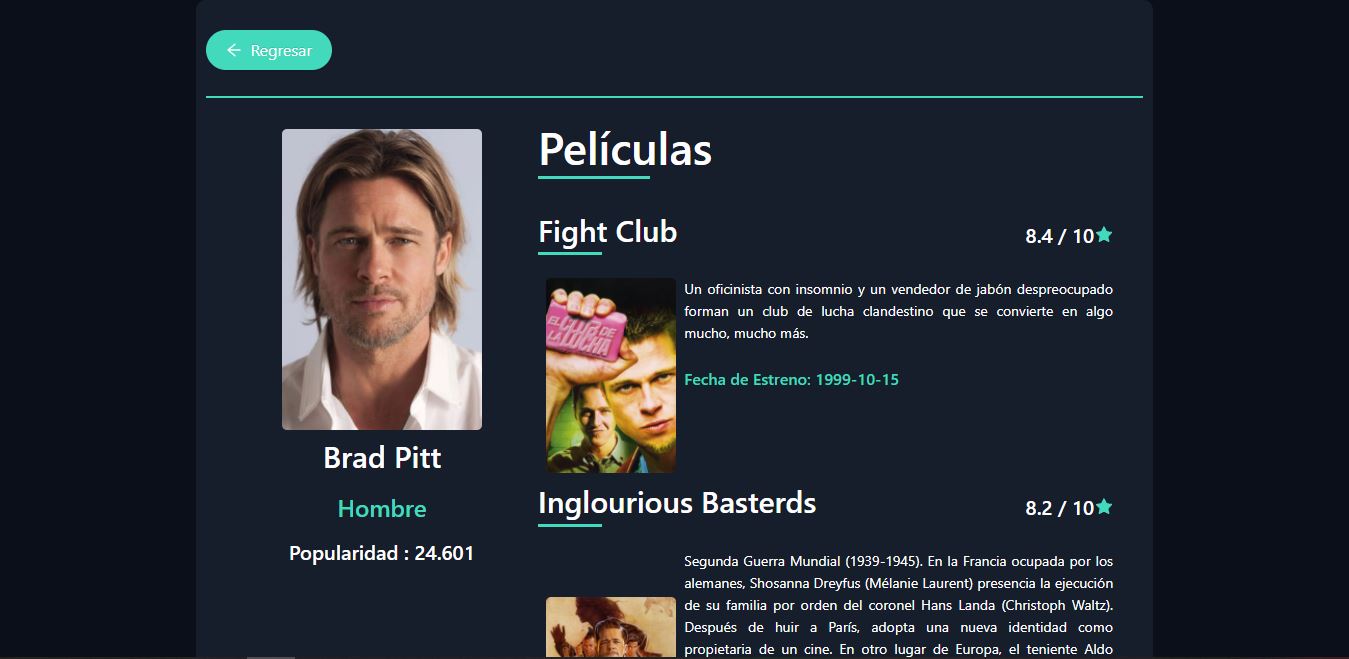 Regresar
Películas
Fight Club
8.4 / 10
EL CLUB DE
LA LUCHA
Un oficinista con insomnio y un vendedor de jabón despreocupado
forman un club de lucha clandestino que se convierte en algo
mucho, mucho más.
Fecha de Estreno: 1999-10-15
Brad Pitt
Hombre
Popularidad : 24.601
Inglourious Basterds
8.2 / 10
Segunda Guerra Mundial (1939-1945). En la Francia ocupada por los
alemanes, Shosanna Dreyfus (Mélanie Laurent) presencia la ejecución
de su familia por orden del coronel Hans Landa (Christoph Waltz).
Después de huir a París, adopta una nueva identidad como
propietaria de un cine. En otro lugar de Europa, el teniente Aldo